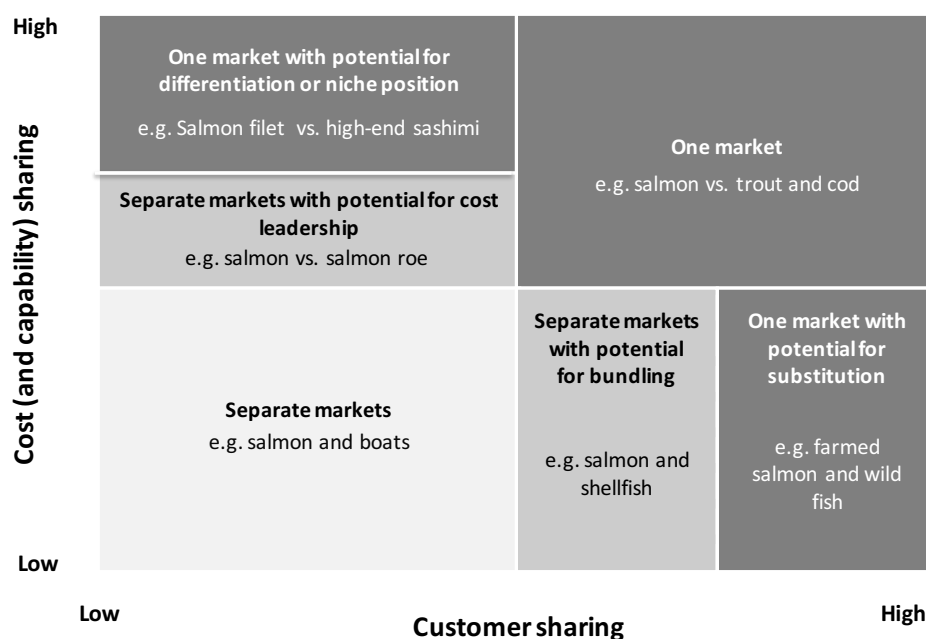 High
One market with potential for
differentiation or niche position
e.g. Salmon filet vs. high-end sashimi
One market
e.g. salmon vs. trout and cod
Separate markets with potential for cost
leadership
e.g. salmon vs. salmon roe
Cost (and capability) sharing
Separate markets
e.g. salmon and boats
Separate markets
with potential
for bundling
e.g. salmon and
shellfish
One market with
potential for
substitution
e.g. farmed
salmon and wild
fish
Low
Low
Customer sharing
High